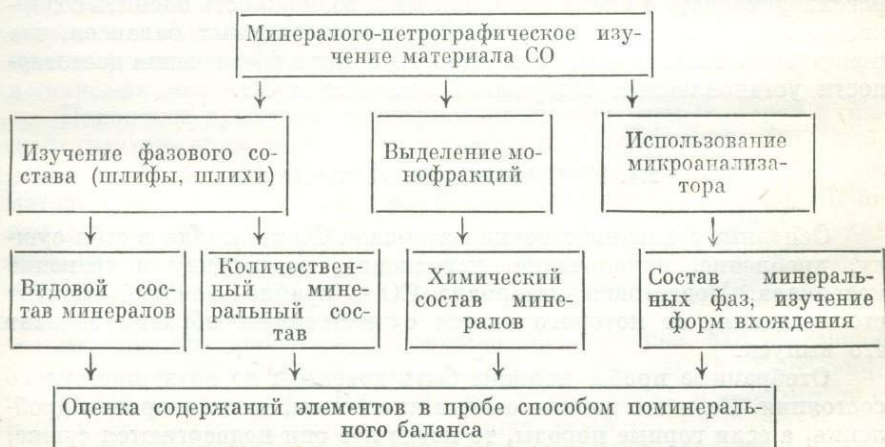 Минералого-петрографическое изу-
чение материала СО
Изучение фазового со-
става (шлифы, шлихи)
Выделение мо-
нофракций
Использование
микроанализа-
тора
Видовой сос-
тав минералов
Количествен-
ный мине-
ральный сос-
тав
Химический
состав мине-
ралов
Состав минераль-
ных фаз, изучение
форм вхождения
Оценка содержаний элементов в пробе способом поминераль-
ного баланса